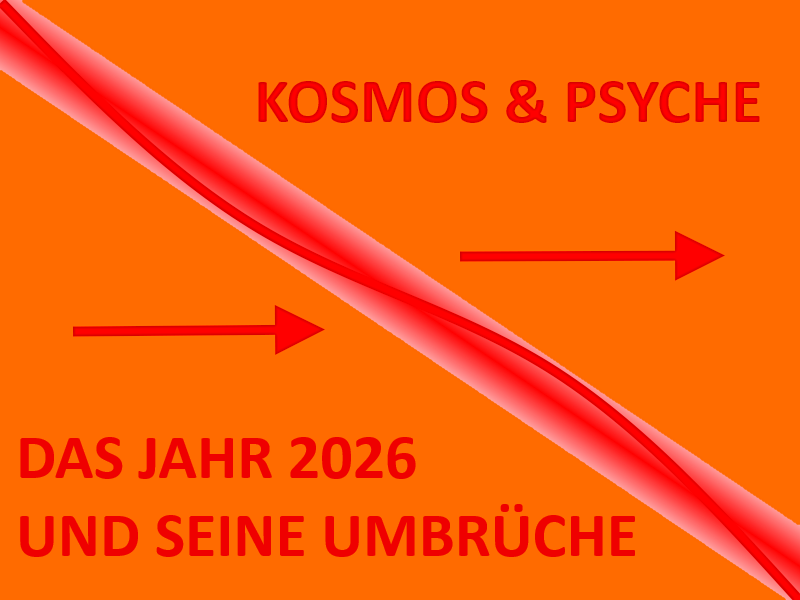 KOSMOS & PSYCHE
DAS JAHR 2026
UND SEINE UMBRÜCHE